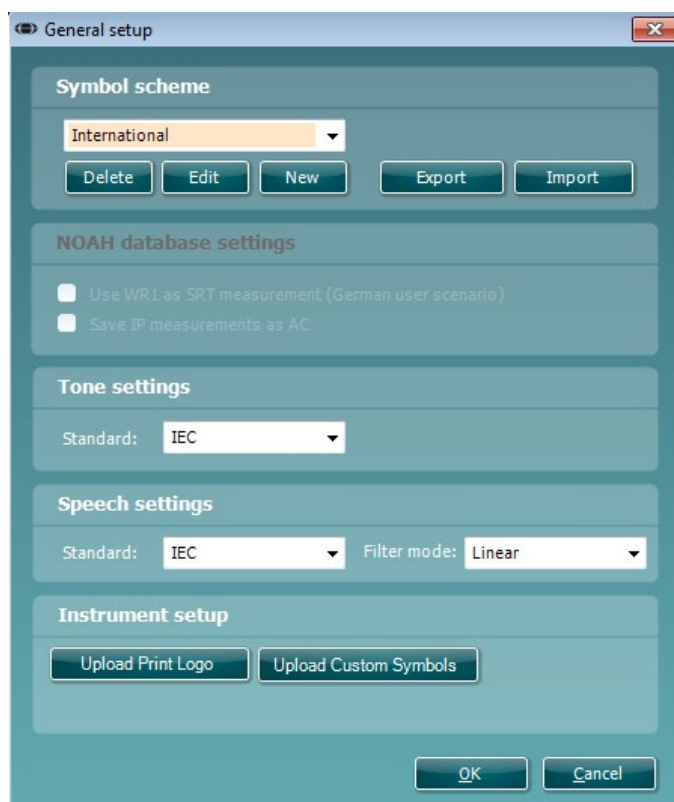 General setup
Symbol scheme
International
Delete Edit New Export Import
NOAH database settings
Use WR1 as SRT measurement (German user scenario)
Save IP measurements as AC
Tone settings
Standard: IEC
Speech settings
Standard: IEC Filter mode: Linear
Instrument setup
Upload Print Logo Upload Custom Symbols
OK Cancel